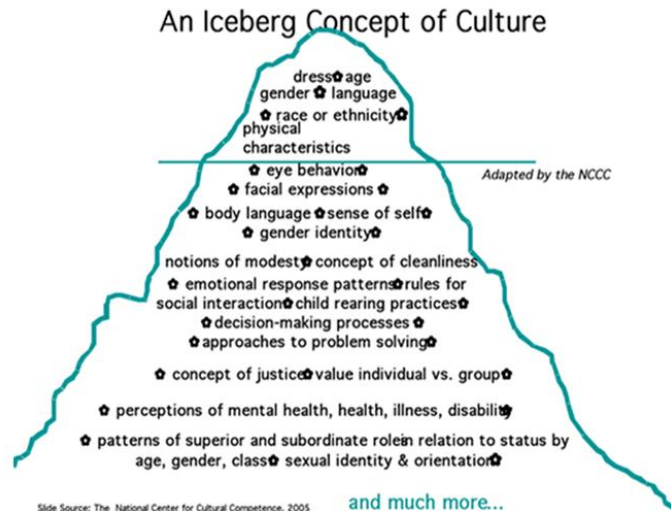 An Iceberg Concept of Culture
dress age
gender language
race or ethnicity
physical
characteristics
eye behavior
Adapted by the NCCC
facial expressions
body language sense of self
gender identity
notions of modesty concept of cleanliness
emotional response patterns rules for
social interaction child rearing practices
decision-making processes
approaches to problem solving
concept of justice value individual vs. group
perceptions of mental health, health, illness, disability
patterns of superior and subordinate roles in relation to status by
age, gender, class sexual identity & orientation
and much more...
Slide Source: The National Center for Cultural Competence, 2005